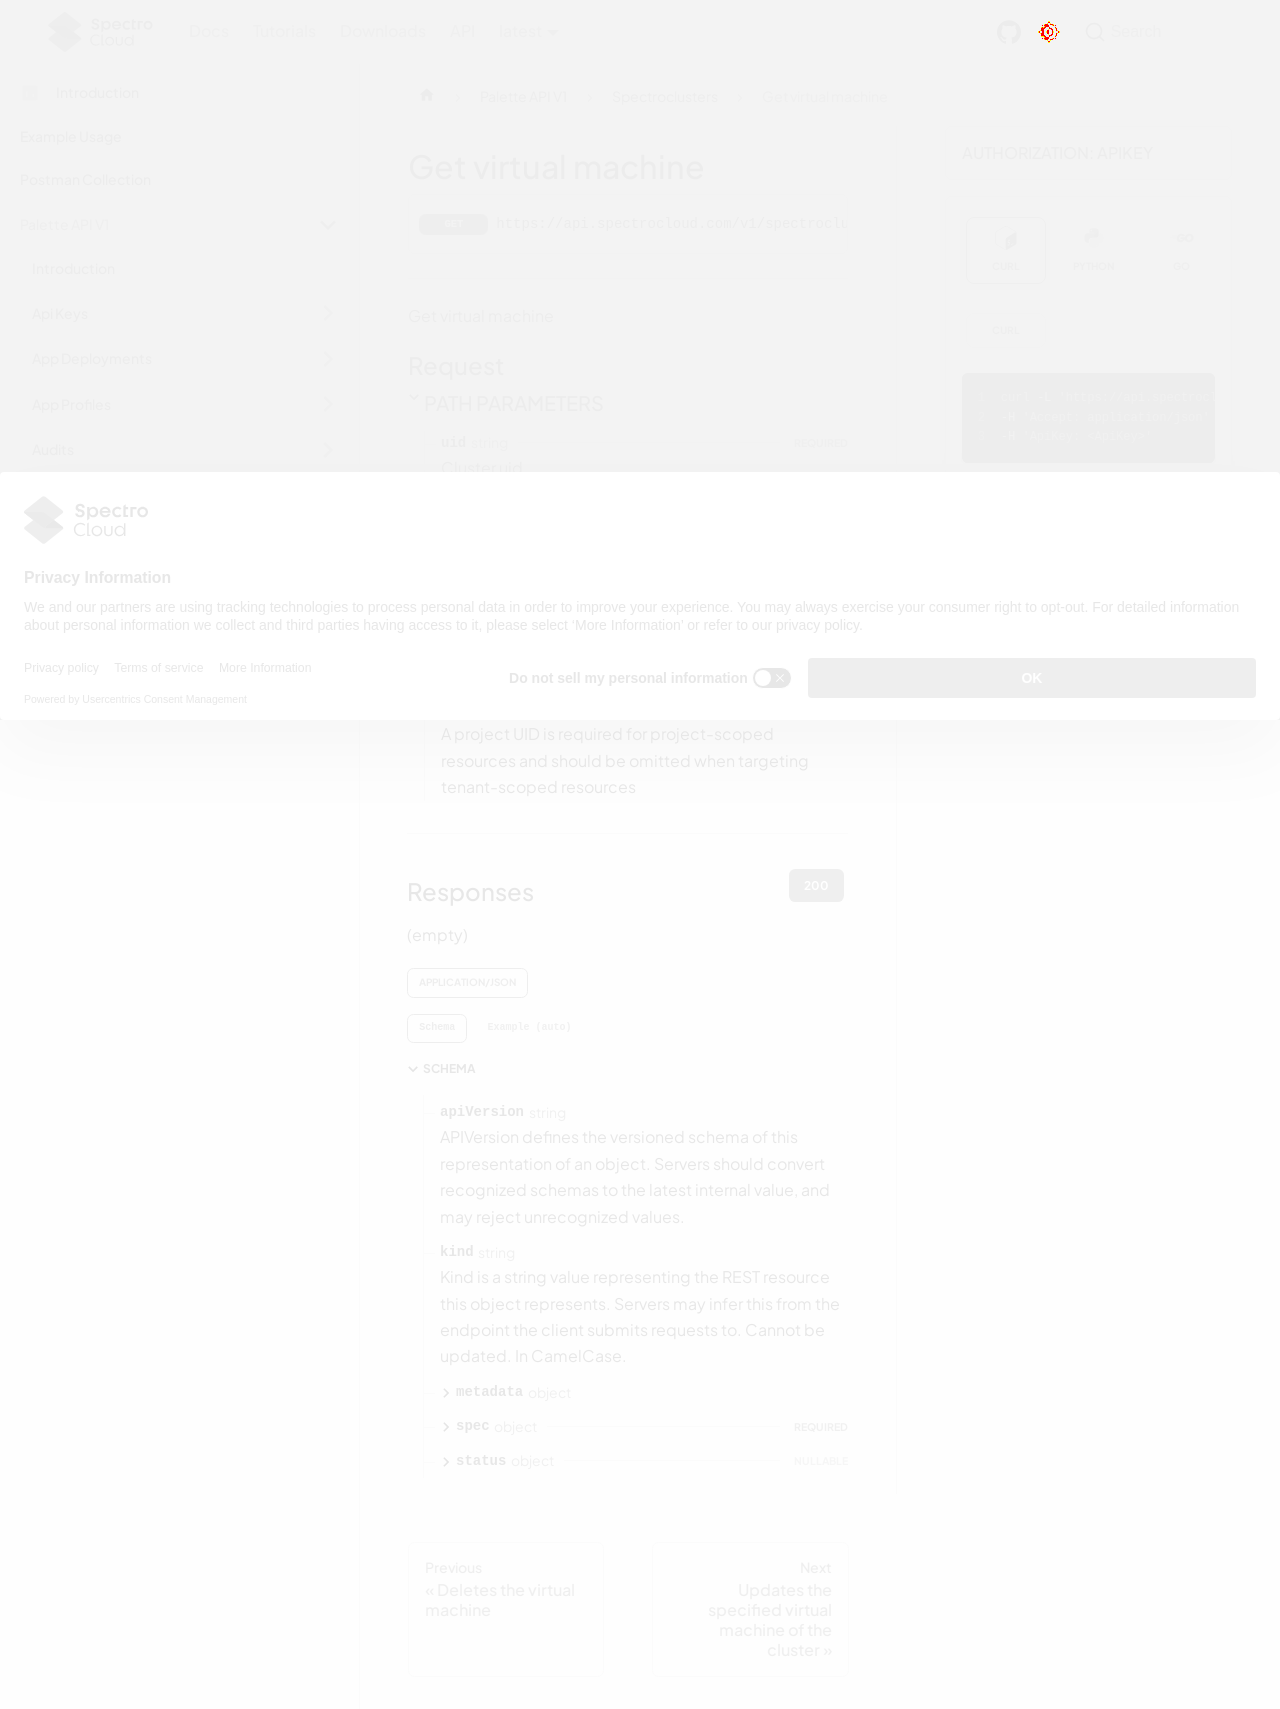 Spectro
Cloud
Docs Tutorials Downloads API latest
Search
Introduction
Example Usage
Postman Collection
Palette API V1
Introduction
Api Keys
App Deployments
App Profiles
Audits
Palette API V1
Spectroclusters
Get virtual machine
Get virtual machine
GET https://api.spectrocloud.com/v1/spectroclu
Get virtual machine
Request
PATH PARAMETERS
uid string REQUIRED
Cluster uid
AUTHORIZATION: APIKEY
CURL PYTHON GO
CURL
Spectro
Cloud
Privacy Information
We and our partners are using tracking technologies to process personal data in order to improve your experience. You may always exercise your consumer right to opt-out. For detailed information
about personal information we collect and third parties having access to it, please select ‘More Information’ or refer to our privacy policy.
Privacy policy Terms of service More Information
Powered by Usercentrics Consent Management
Do not sell my personal information
OK
A project UID is required for project-scoped
resources and should be omitted when targeting
tenant-scoped resources
Responses
200
(empty)
APPLICATION/JSON
Schema Example (auto)
SCHEMA
apiVersion string
APIVersion defines the versioned schema of this
representation of an object. Servers should convert
recognized schemas to the latest internal value, and
may reject unrecognized values.
kind string
Kind is a string value representing the REST resource
this object represents. Servers may infer this from the
endpoint the client submits requests to. Cannot be
updated. In CamelCase.
metadata object
spec object REQUIRED
status object NULLABLE
Previous
« Deletes the virtual
machine
Next
Updates the
specified virtual
machine of the
cluster »